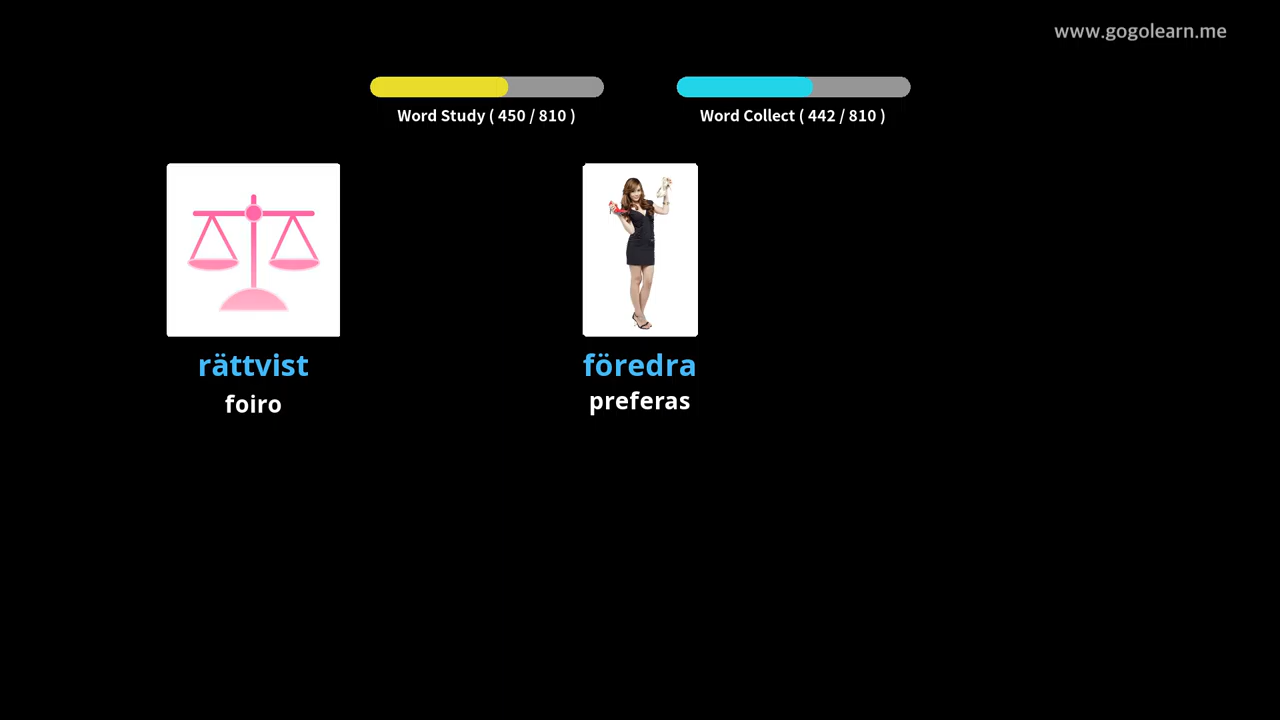 www.gogolearn.me
Word Study ( 450 / 810 )
Word Collect ( 442 / 810 )
rättvist
foiro
föredra
preferas